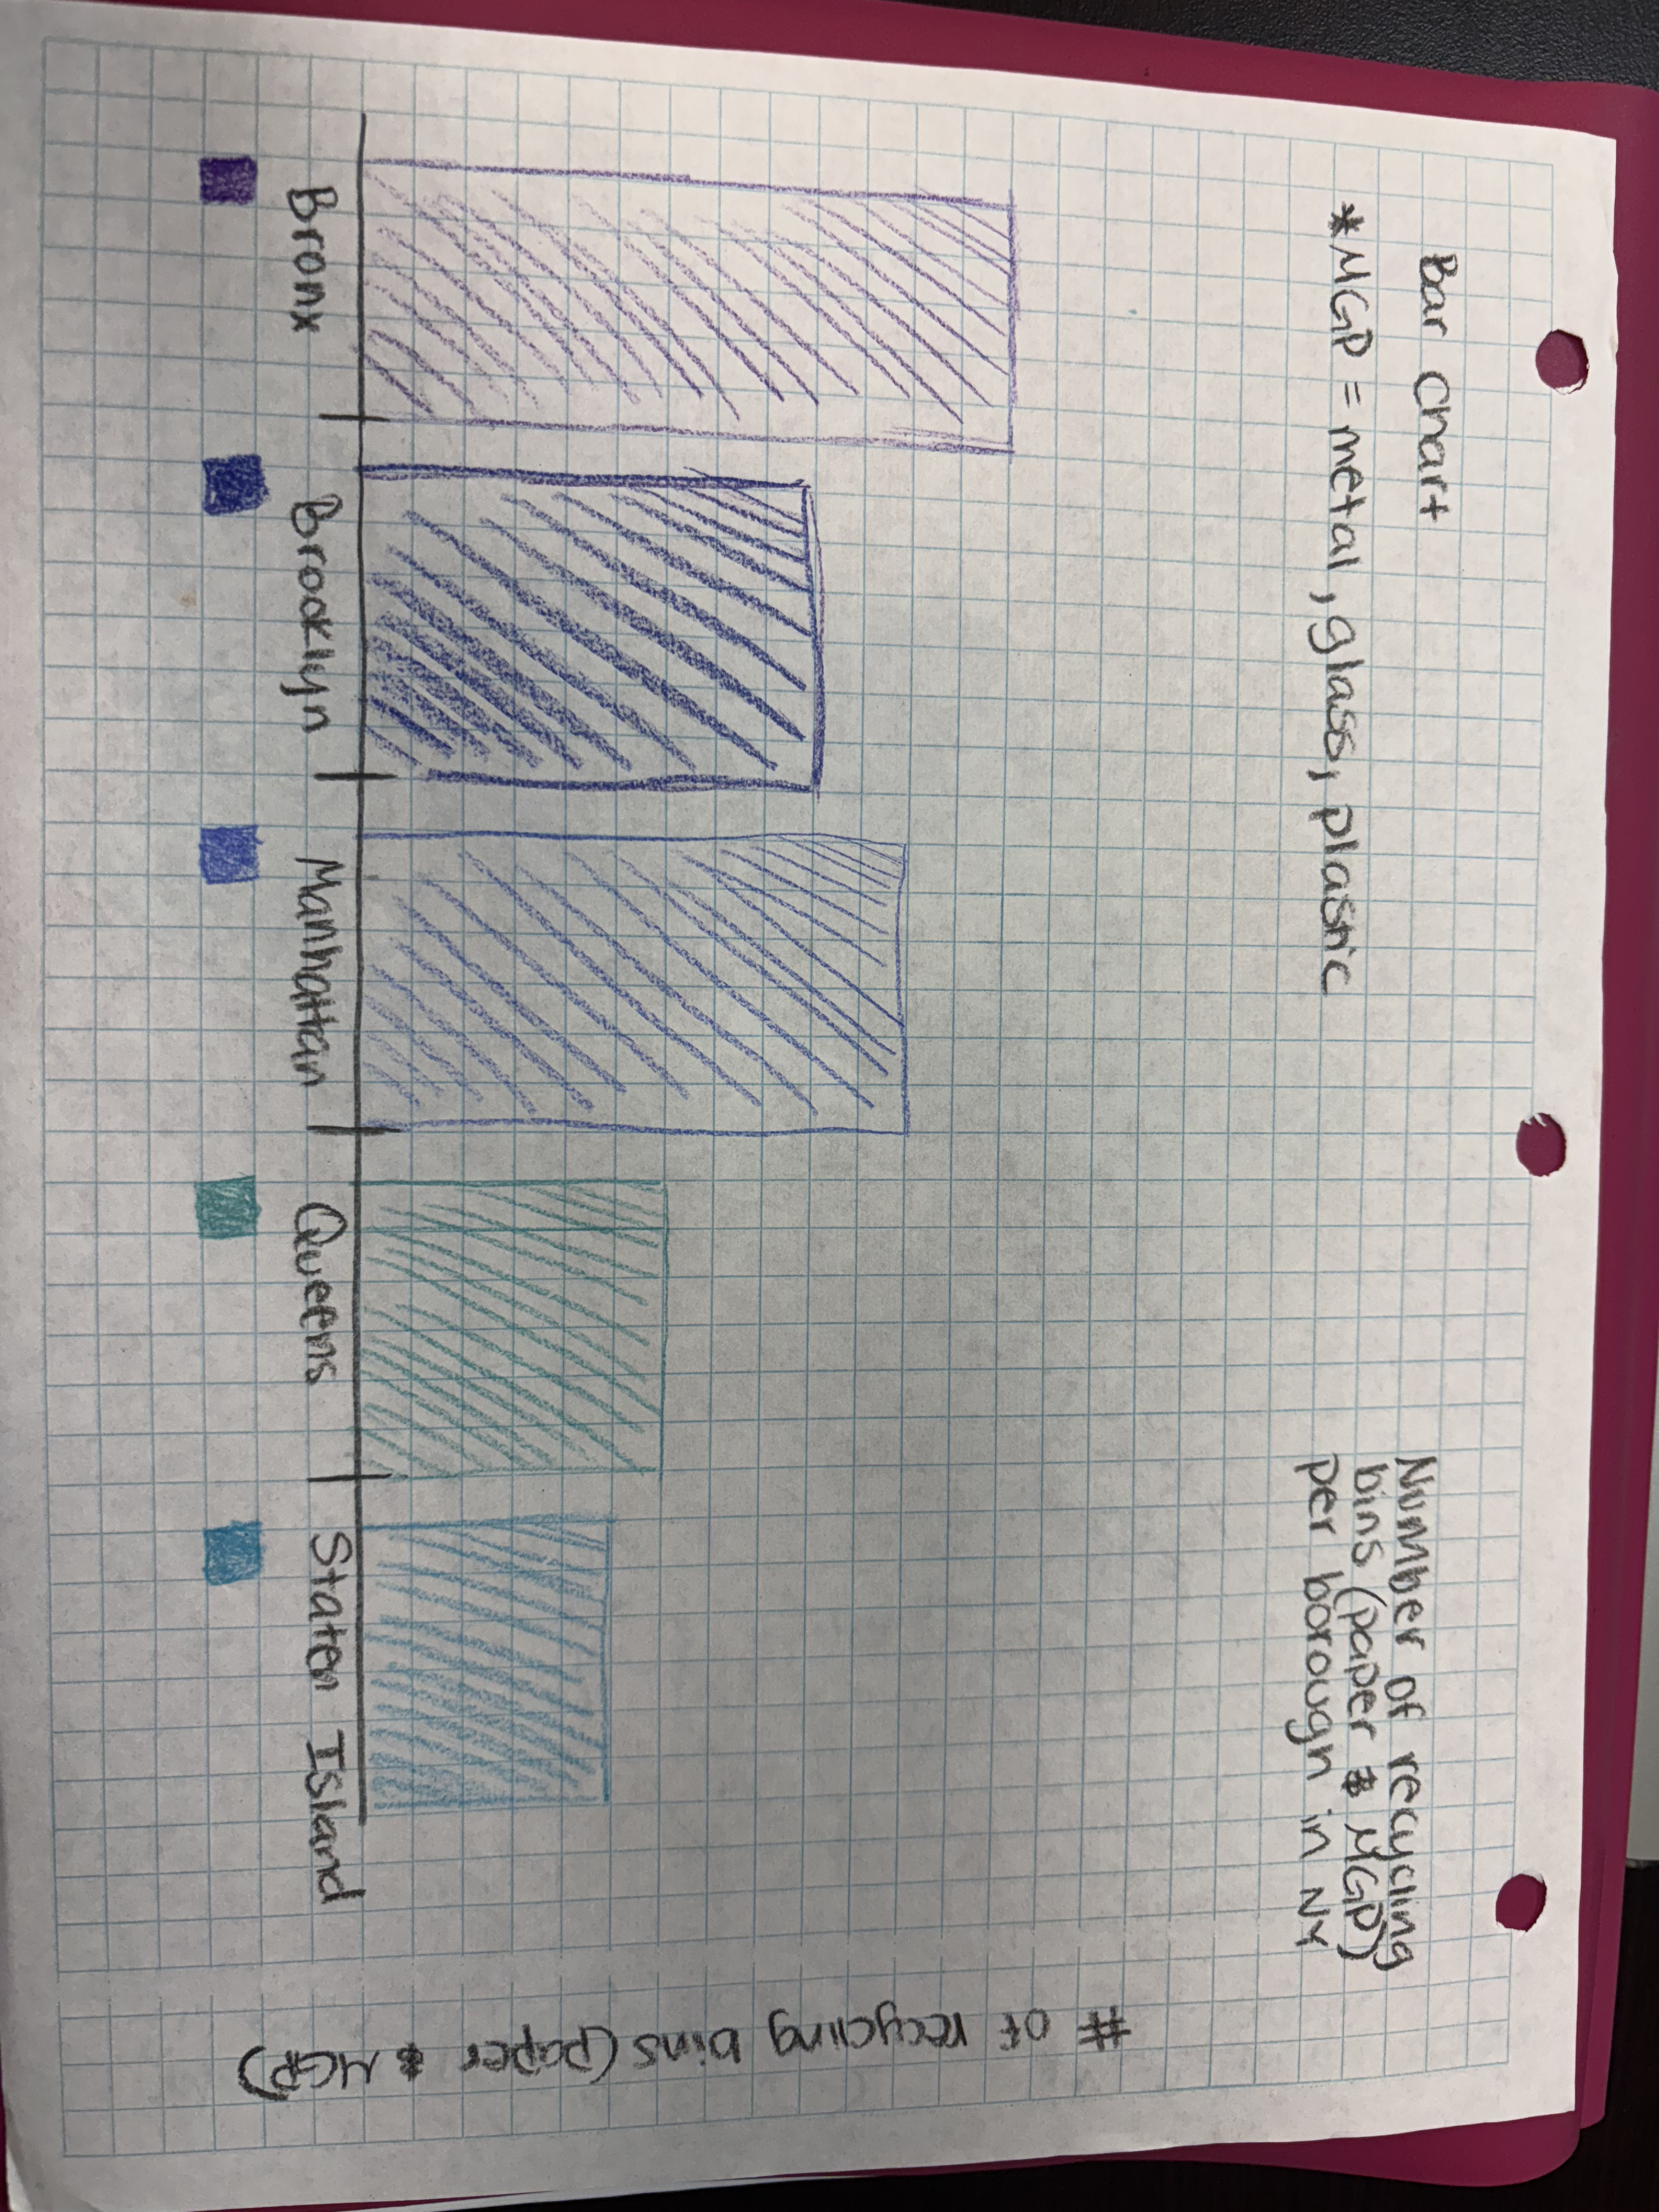 Bar Chart
*MGP = metal, glass, plastic
Number of recycling
bins (paper & MGP)
per borough in NY
Bronx
Brooklyn
Manhattan
Queens
Staten Island
# of recycling bins (paper & MGP)